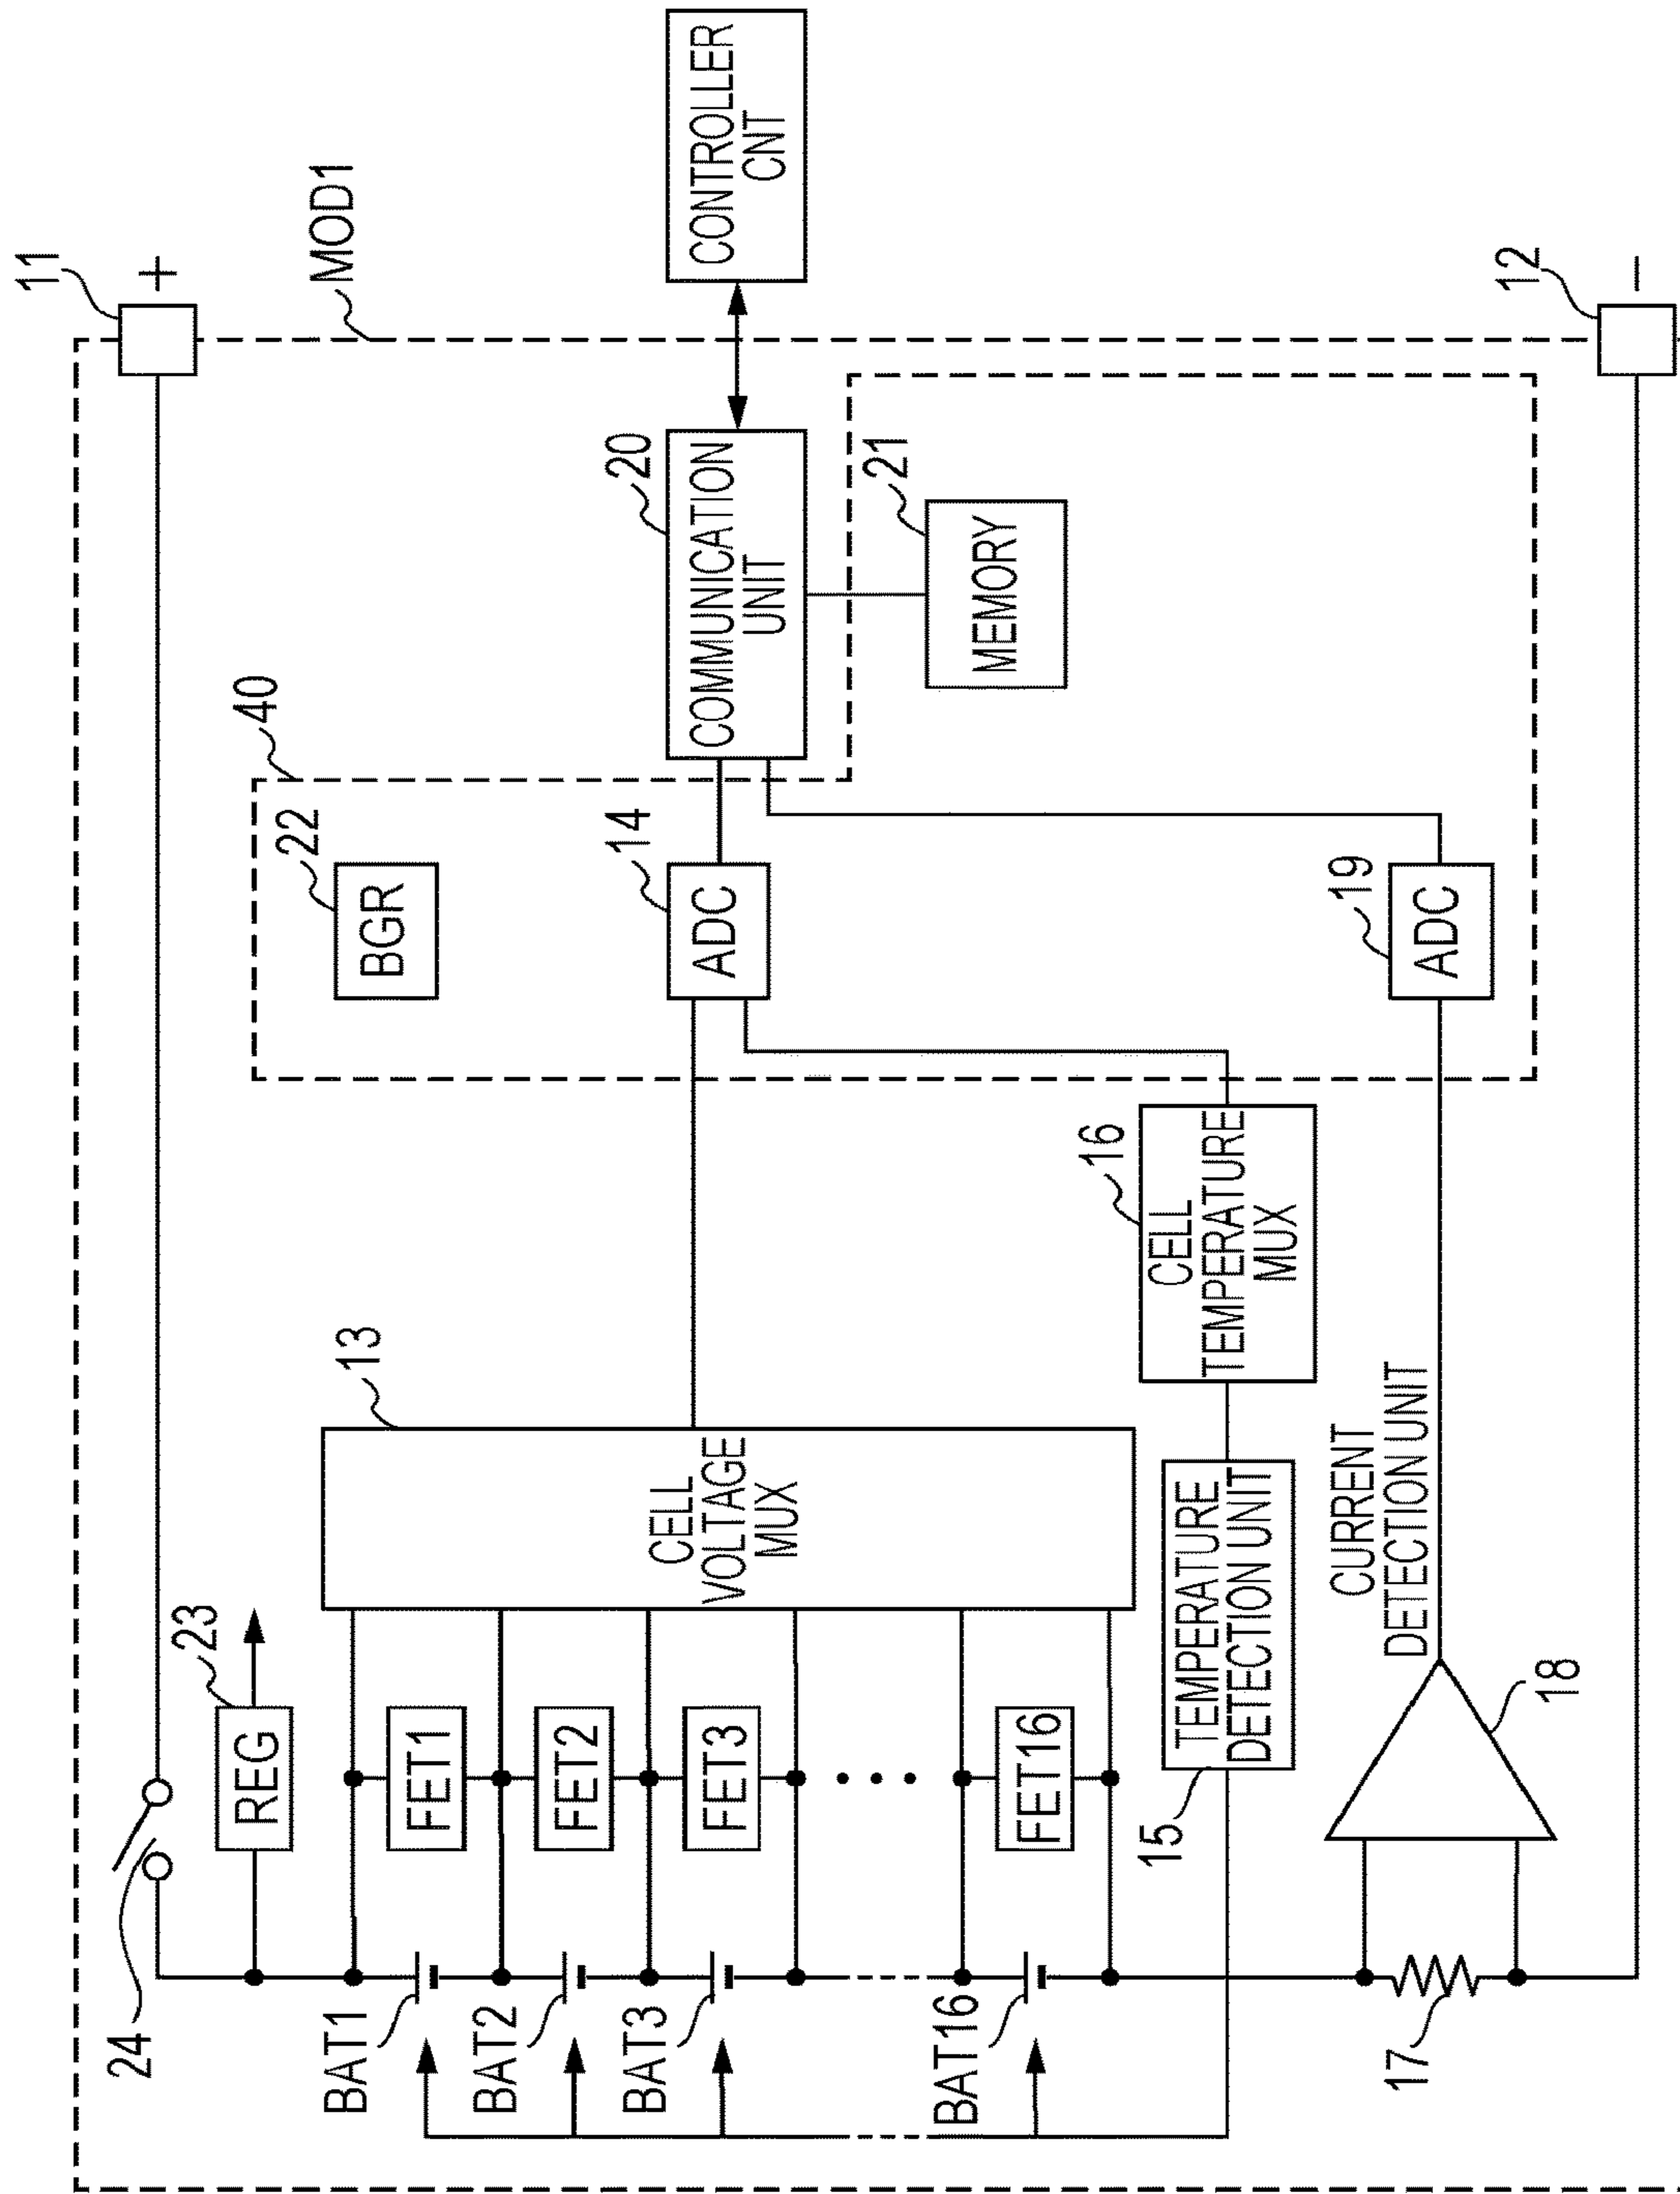 11
+
MOD1
CONTROLLER
CNT
12
−
40
22
BGR
14
ADC
20
COMMUNICATION
UNIT
21
MEMORY
19
ADC
13
CELL
VOLTAGE
MUX
16
CELL
TEMPERATURE
MUX
15
TEMPERATURE
DETECTION UNIT
CURRENT
DETECTION UNIT
18
23
REG
FET1
FET2
FET3
FET16
24
BAT1
BAT2
BAT3
BAT16
17